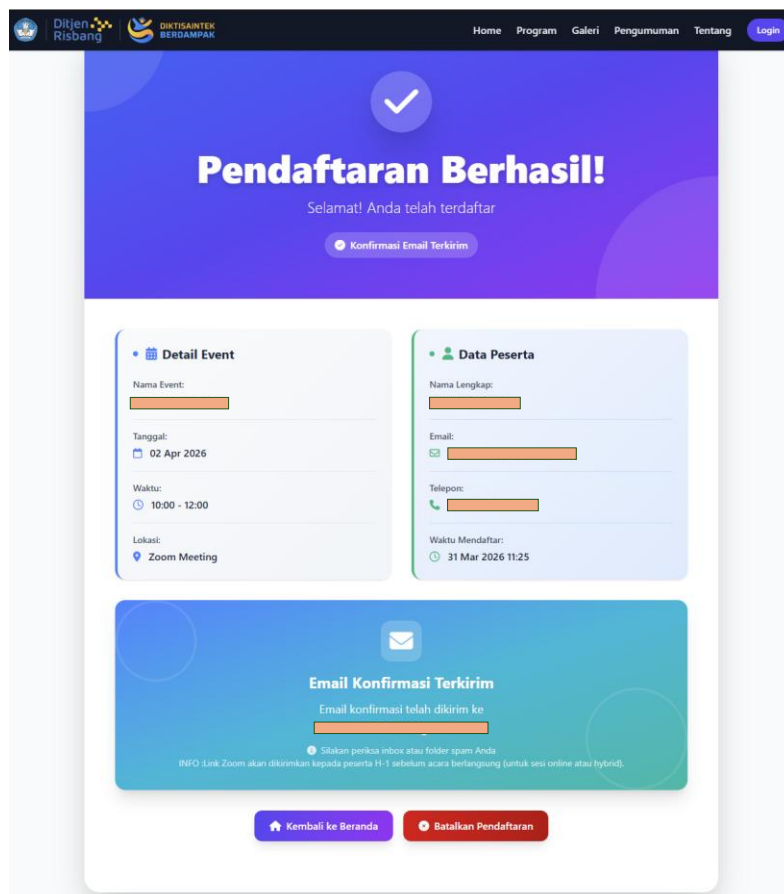 Ditjen Risbang
DIKTISAINTEK BERDAMPAK
Home Program Galeri Pengumuman Tentang Login
Pendaftaran Berhasil!
Selamat! Anda telah terdaftar
Konfirmasi Email Terkirim
Detail Event
Nama Event:
Tanggal:
02 Apr 2026
Waktu:
10:00 - 12:00
Lokasi:
Zoom Meeting
Data Peserta
Nama Lengkap:
Email:
Telepon:
Waktu Mendaftar:
31 Mar 2026 11:25
Email Konfirmasi Terkirim
Email konfirmasi telah dikirim ke
Silakan periksa inbox atau folder spam Anda
INFO :Link Zoom akan dikirimkan kepada peserta H-1 sebelum acara berlangsung (untuk sesi online atau hybrid).
Kembali ke Beranda
Batalkan Pendaftaran